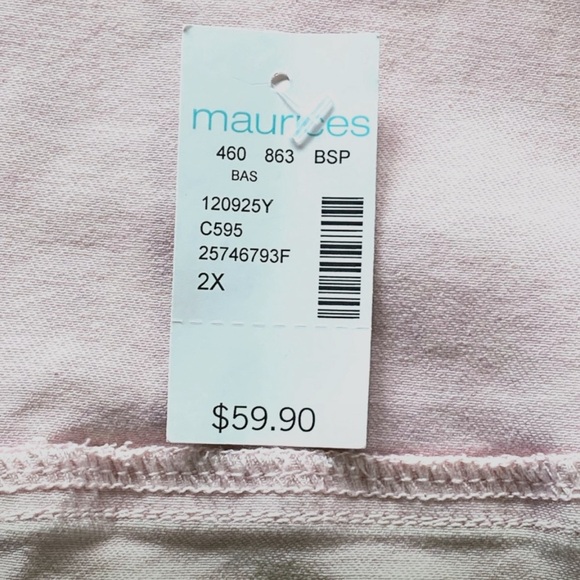 maurices
460 863 BSP
BAS
120925Y
C595
25746793F
2X
$59.90